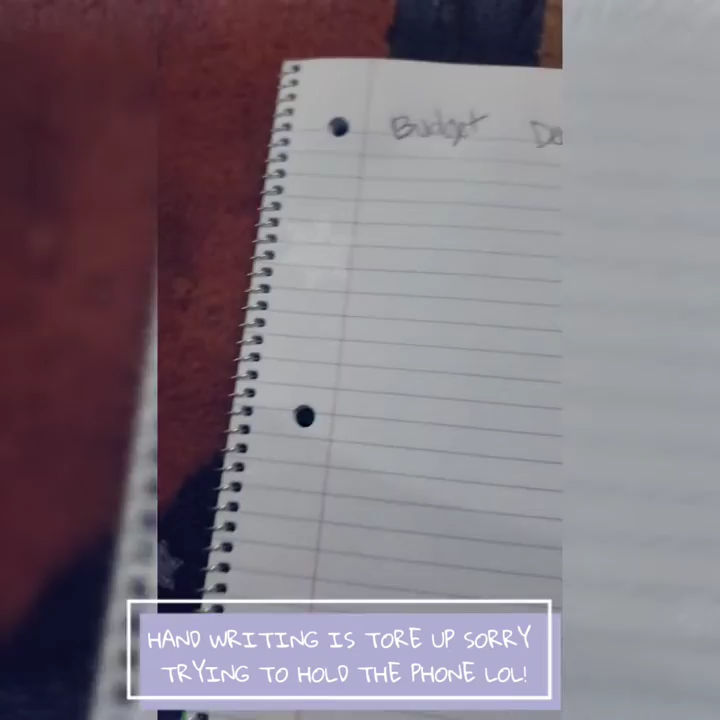 Budget
HAND WRITING IS TORE UP SORRY
TRYING TO HOLD THE PHONE LOL!